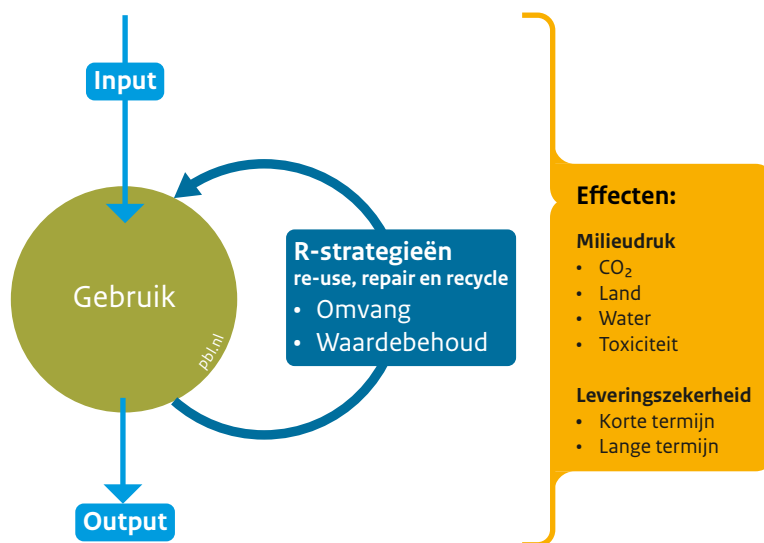 Input
Gebruik
pbl.nl
R-strategieën
re-use, repair en recycle
• Omvang
• Waardebehoud
Output
Effecten:
Milieudruk
• CO₂
• Land
• Water
• Toxiciteit
Leveringszekerheid
• Korte termijn
• Lange termijn